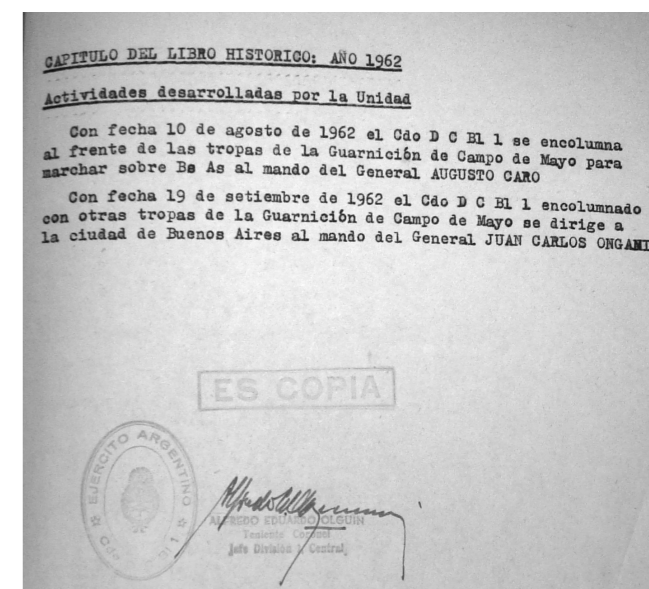 CAPITULO DEL LIBRO HISTORICO: AÑO 1962
Actividades desarrolladas por la Unidad
Con fecha 10 de agosto de 1962 el Cdo D C Bl 1 se encolumna
al frente de las tropas de la Guarnición de Campo de Mayo para
marchar sobre Bs As al mando del General AUGUSTO CARO
Con fecha 19 de setiembre de 1962 el Cdo D C Bl 1 encolumnado
con otras tropas de la Guarnición de Campo de Mayo se dirige a
la ciudad de Buenos Aires al mando del General JUAN CARLOS ONGANI
ES COPIA
EJERCITO ARGENTINO
ALFREDO EDUARDO OLGUIN
Teniente Coronel
Jefe División Central